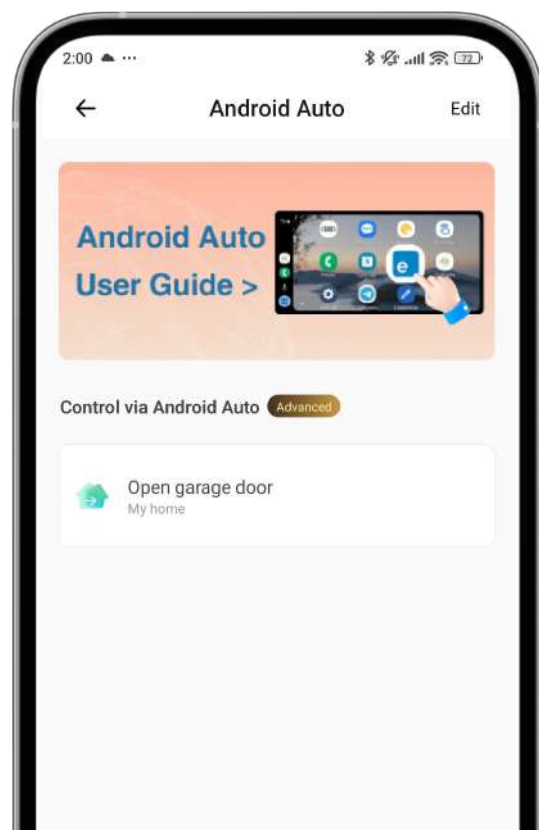 2:00
72
Android Auto
Edit
Android Auto
User Guide >
e
Control via Android Auto
Advanced
Open garage door
My home